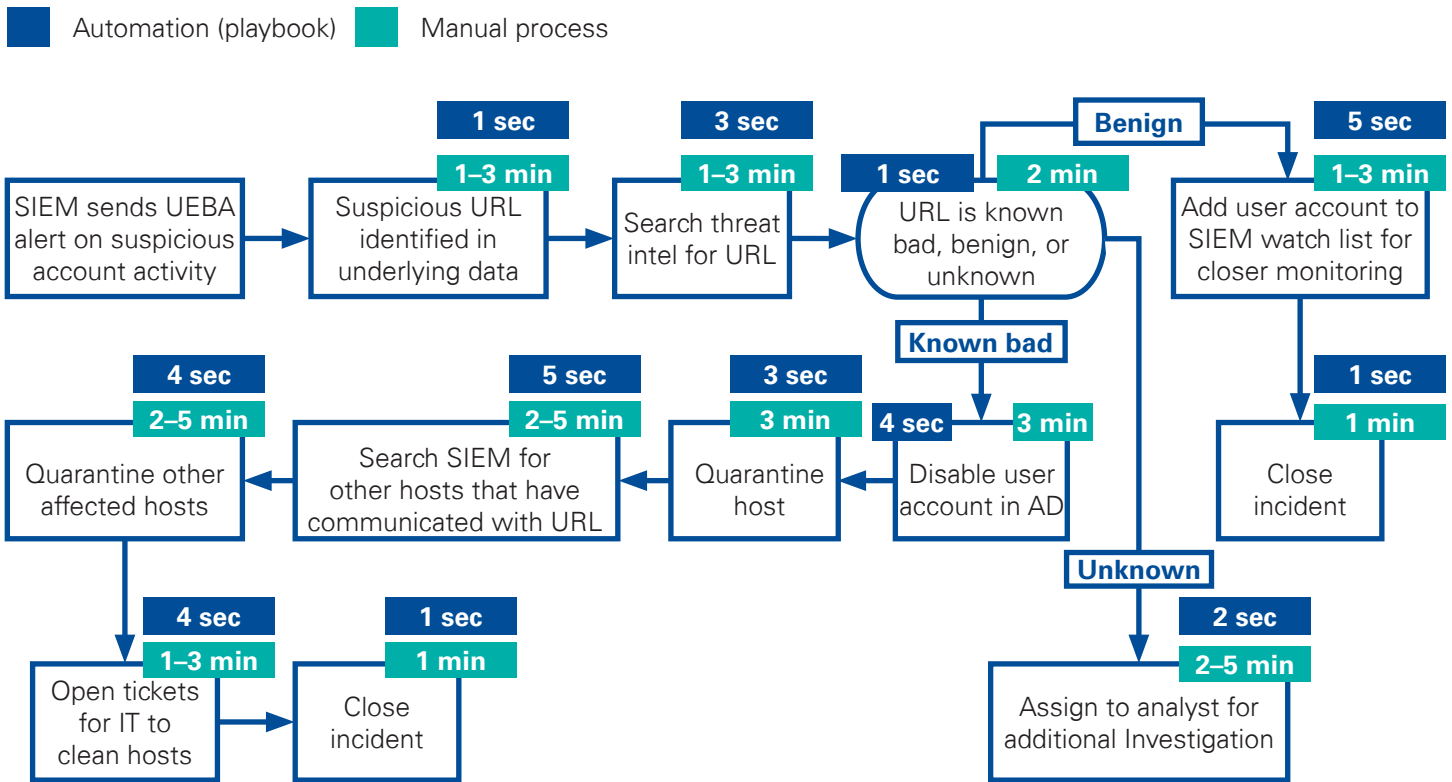 Automation (playbook)
Manual process
1 sec
1–3 min
3 sec
1–3 min
1 sec
2 min
Benign
5 sec
1–3 min
SIEM sends UEBA
alert on suspicious
account activity
Suspicious URL
identified in
underlying data
Search threat
intel for URL
URL is known
bad, benign, or
unknown
Add user account to
SIEM watch list for
closer monitoring
Known bad
4 sec
2–5 min
Quarantine other
affected hosts
5 sec
2–5 min
Search SIEM for
other hosts that have
communicated with URL
3 sec
3 min
Quarantine
host
4 sec
3 min
Disable user
account in AD
1 sec
1 min
Close
incident
Unknown
4 sec
1–3 min
Open tickets
for IT to
clean hosts
1 sec
1 min
Close
incident
2 sec
2–5 min
Assign to analyst for
additional Investigation